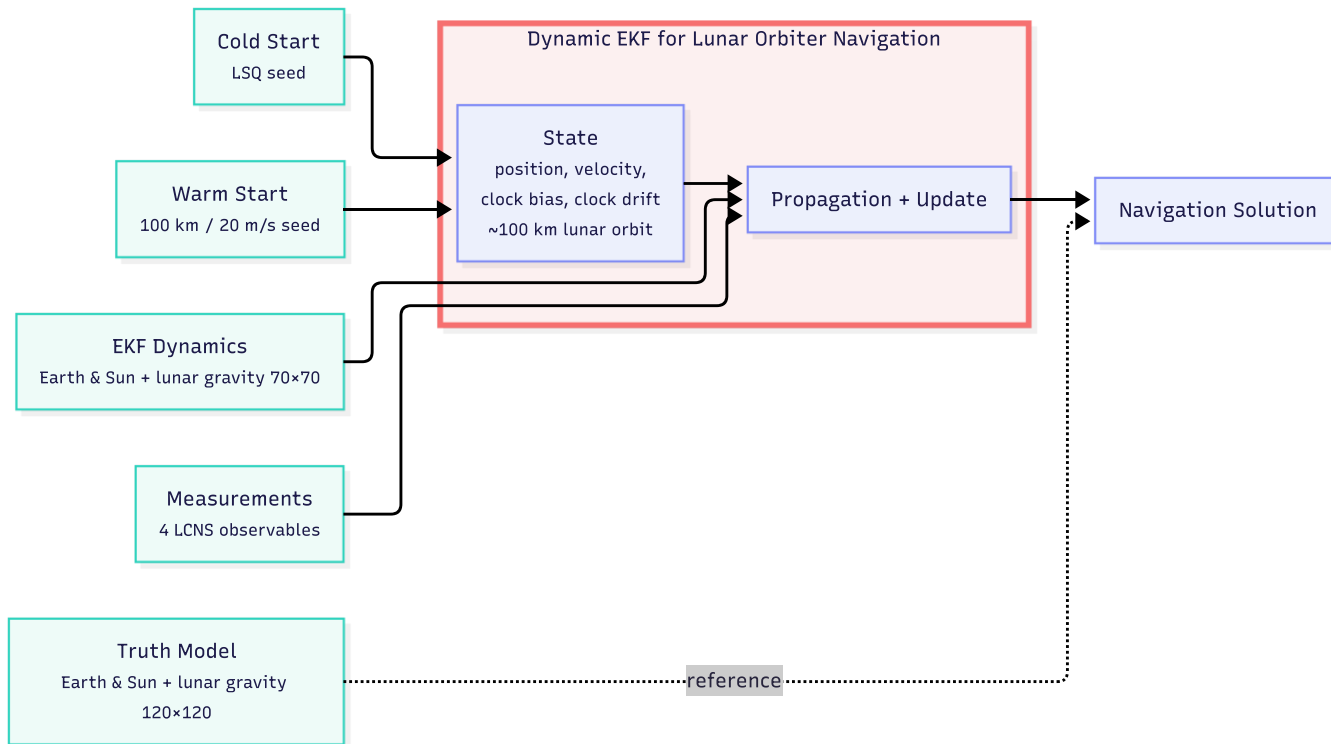 Cold Start
LSQ seed
Warm Start
100 km / 20 m/s seed
EKF Dynamics
Earth & Sun + lunar gravity 70×70
Measurements
4 LCNS observables
Truth Model
Earth & Sun + lunar gravity
120×120
Dynamic EKF for Lunar Orbiter Navigation
State
position, velocity,
clock bias, clock drift
~100 km lunar orbit
Propagation + Update
Navigation Solution
reference